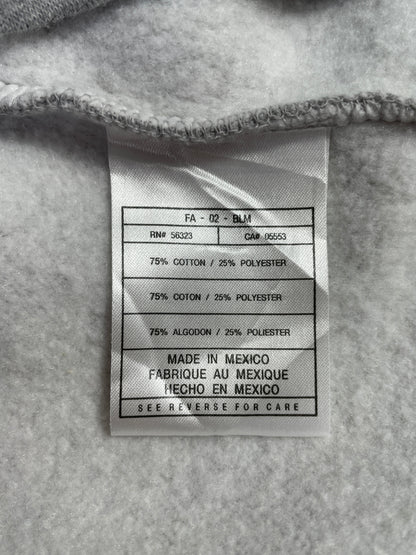 FA - 02 - BLM
RN# 56323 CA# 05553
75% COTTON / 25% POLYESTER
75% COTON / 25% POLYESTER
75% ALGODON / 25% POLIESTER
MADE IN MEXICO
FABRIQUE AU MEXIQUE
HECHO EN MEXICO
SEE REVERSE FOR CARE